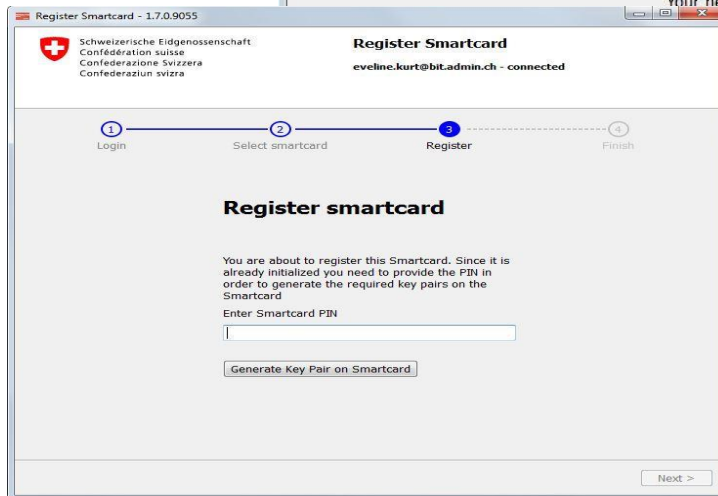 Register Smartcard - 1.7.0.9055
Schweizerische Eidgenossenschaft
Confédération suisse
Confederazione Svizzera
Confederaziun svizra
Register Smartcard
eveline.kurt@bit.admin.ch - connected
1 2 3 4
Login Select smartcard Register Finish
Register smartcard
You are about to register this Smartcard. Since it is
already initialized you need to provide the PIN in
order to generate the required key pairs on the
Smartcard
Enter Smartcard PIN
Generate Key Pair on Smartcard
Next >